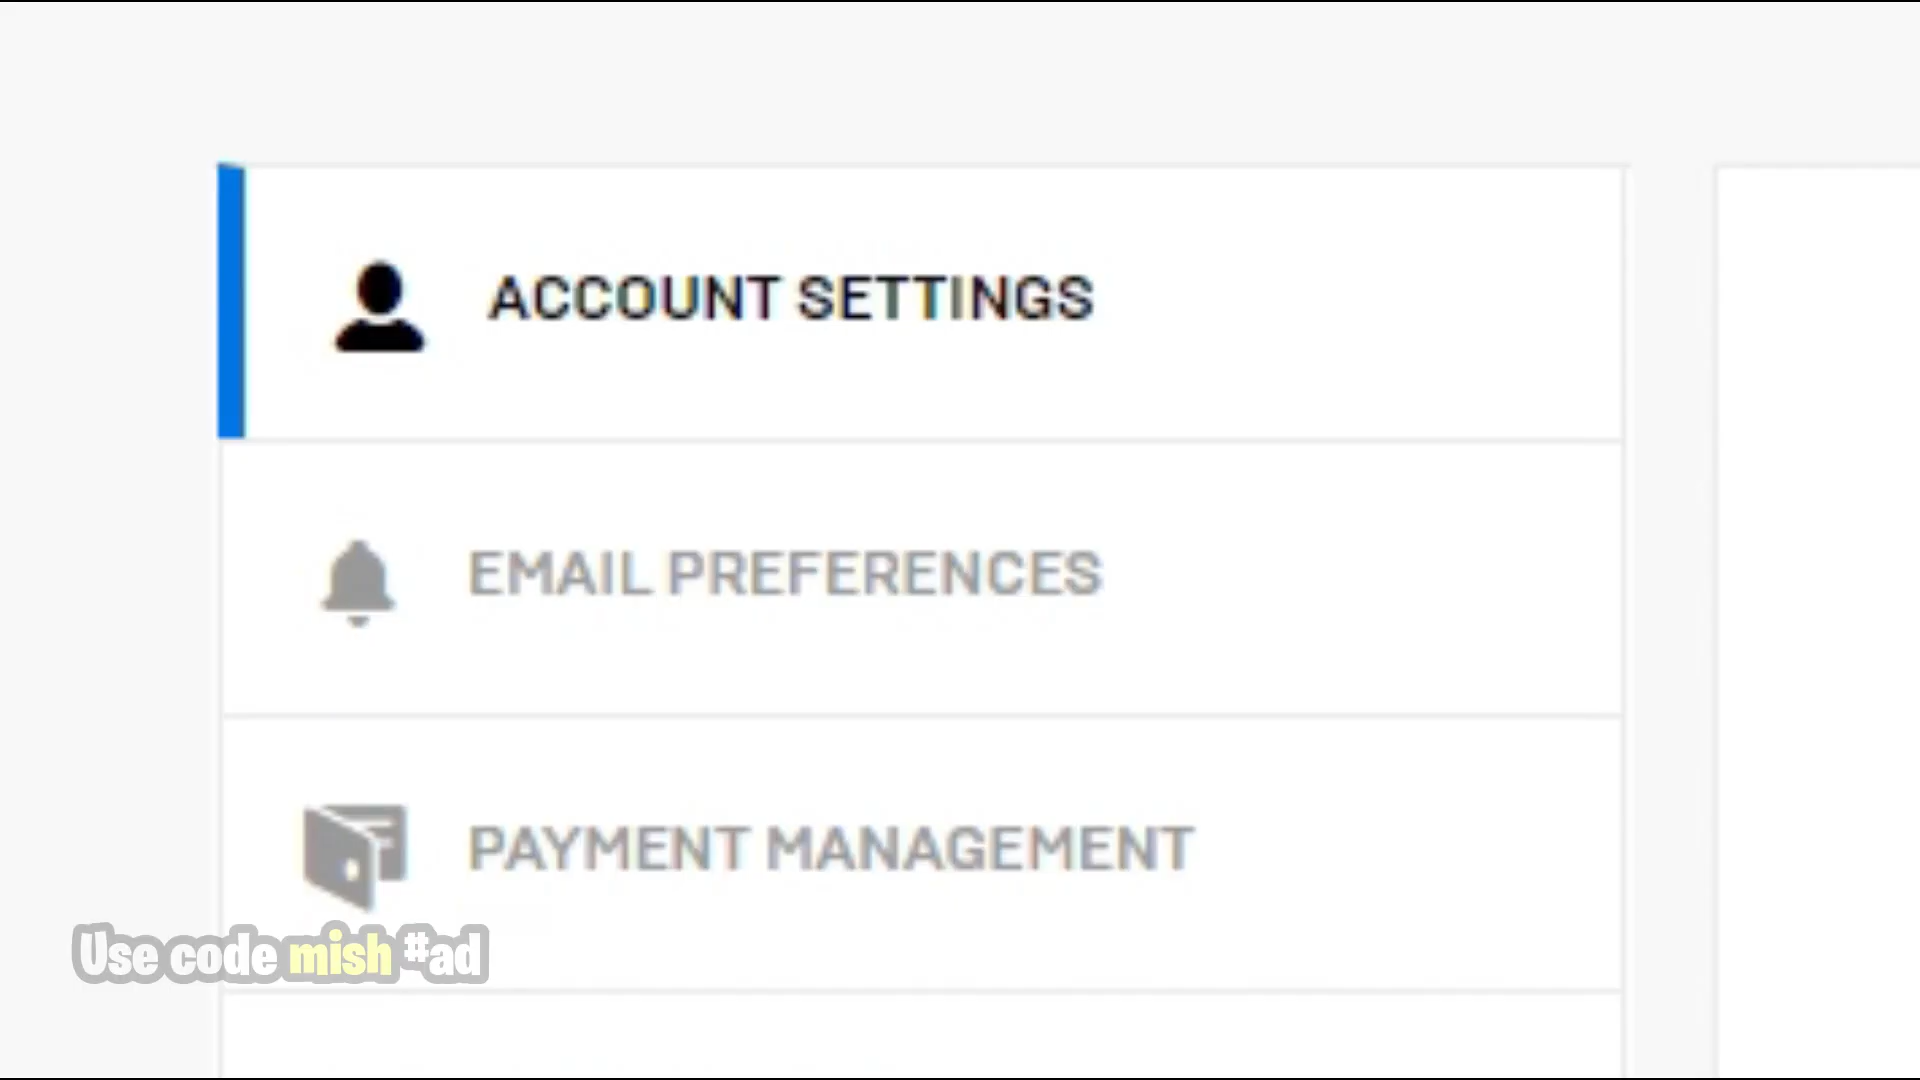 ACCOUNT SETTINGS
EMAIL PREFERENCES
PAYMENT MANAGEMENT
Use code mish #ad